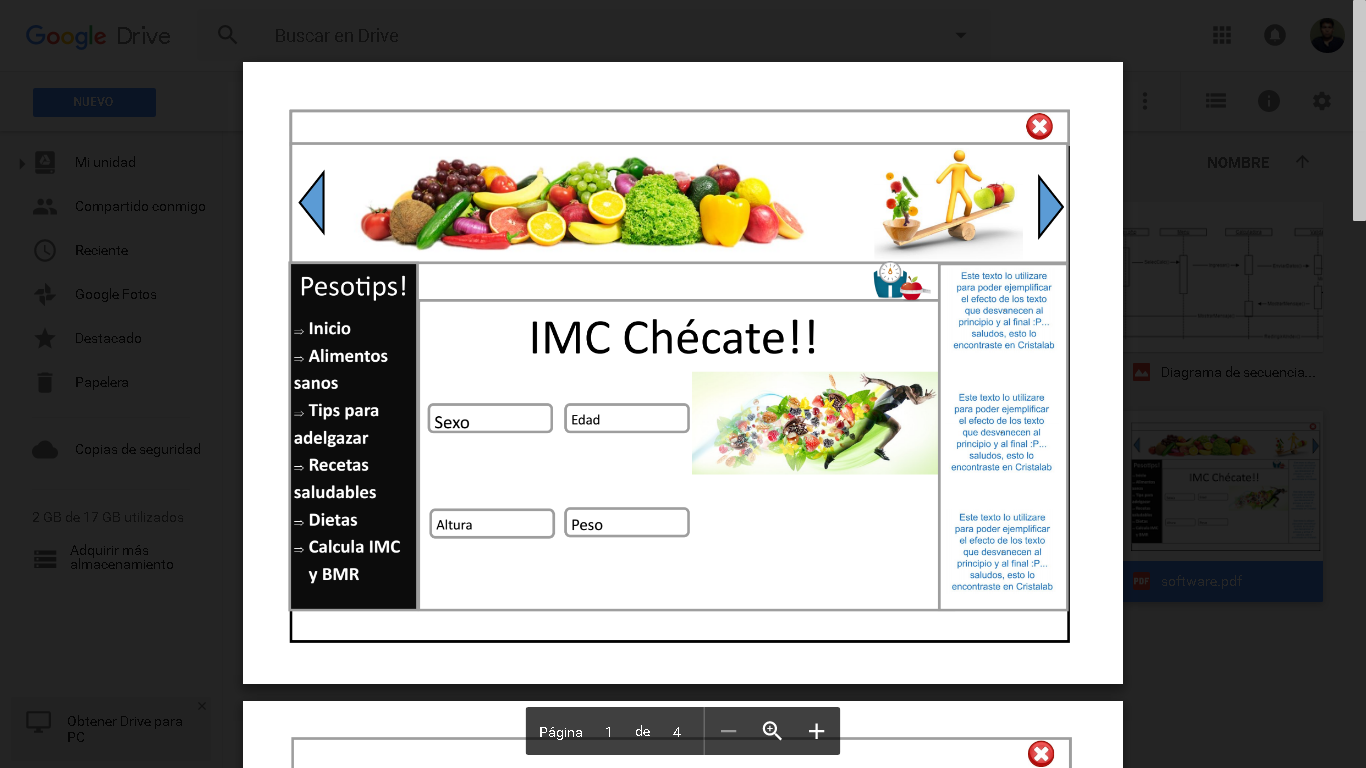 Google Drive
Buscar en Drive
NUEVO
Mi unidad
Compartido conmigo
Reciente
Google Fotos
Destacado
Papelera
Copias de seguridad
2 GB de 17 GB utilizados
Adquirir más
almacenamiento
Obtener Drive para
PC
Pesotips!
⇒ Inicio
⇒ Alimentos
sanos
⇒ Tips para
adelgazar
⇒ Recetas
saludables
⇒ Dietas
⇒ Calcula IMC
y BMR
IMC Chécate!!
Sexo
Edad
Altura
Peso
Este texto lo utilizare
para poder ejemplificar
el efecto de los texto
que desvanecen al
principio y al final :P...
saludos, esto lo
encontraste en Cristalab
Este texto lo utilizare
para poder ejemplificar
el efecto de los texto
que desvanecen al
principio y al final :P...
saludos, esto lo
encontraste en Cristalab
Este texto lo utilizare
para poder ejemplificar
el efecto de los texto
que desvanecen al
principio y al final :P...
saludos, esto lo
encontraste en Cristalab
NOMBRE
Diagrama de secuencia...
Pesotips!
IMC Chécate!!
PDF software.pdf
Página 1 de 4